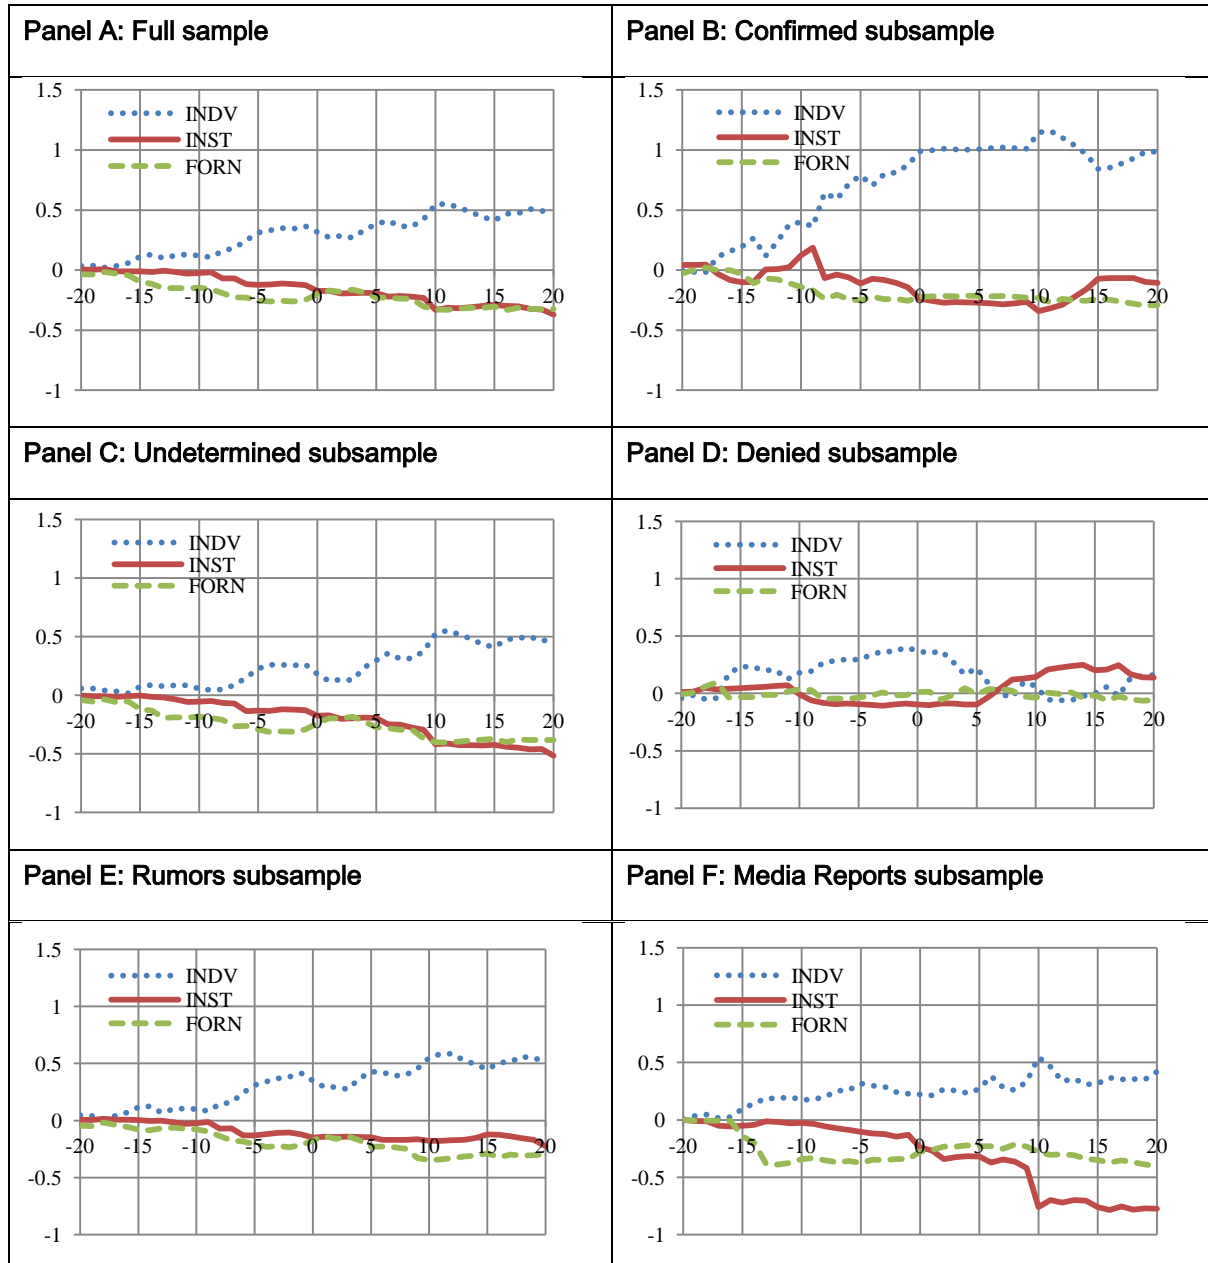 Panel A: Full sample
1.5
1
0.5
0
-0.5
-1
-20 -15 -10 -5 0 5 10 15 20
INDV
INST
FORN
Panel B: Confirmed subsample
1.5
1
0.5
0
-0.5
-1
-20 -15 -10 -5 0 5 10 15 20
INDV
INST
FORN
Panel C: Undetermined subsample
1.5
1
0.5
0
-0.5
-1
-20 -15 -10 -5 0 5 10 15 20
INDV
INST
FORN
Panel D: Denied subsample
1.5
1
0.5
0
-0.5
-1
-20 -15 -10 -5 0 5 10 15 20
INDV
INST
FORN
Panel E: Rumors subsample
1.5
1
0.5
0
-0.5
-1
-20 -15 -10 -5 0 5 10 15 20
INDV
INST
FORN
Panel F: Media Reports subsample
1.5
1
0.5
0
-0.5
-1
-20 -15 -10 -5 0 5 10 15 20
INDV
INST
FORN